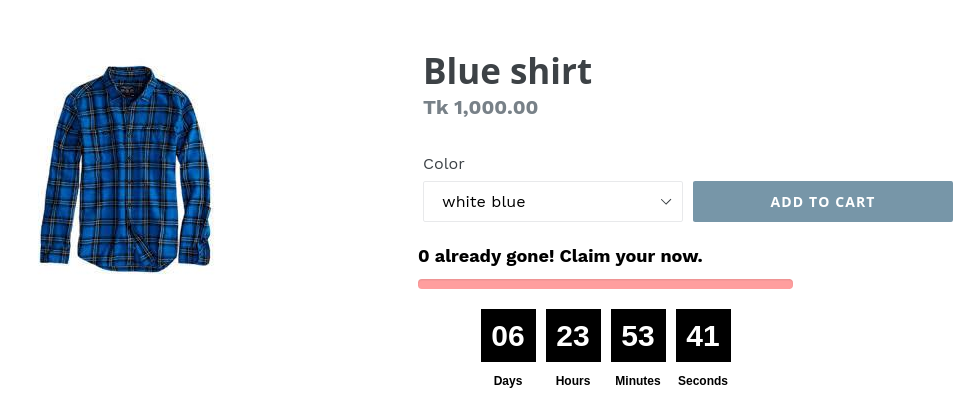 Blue shirt
Tk 1,000.00
Color
white blue
ADD TO CART
0 already gone! Claim your now.
06 23 53 41
Days Hours Minutes Seconds